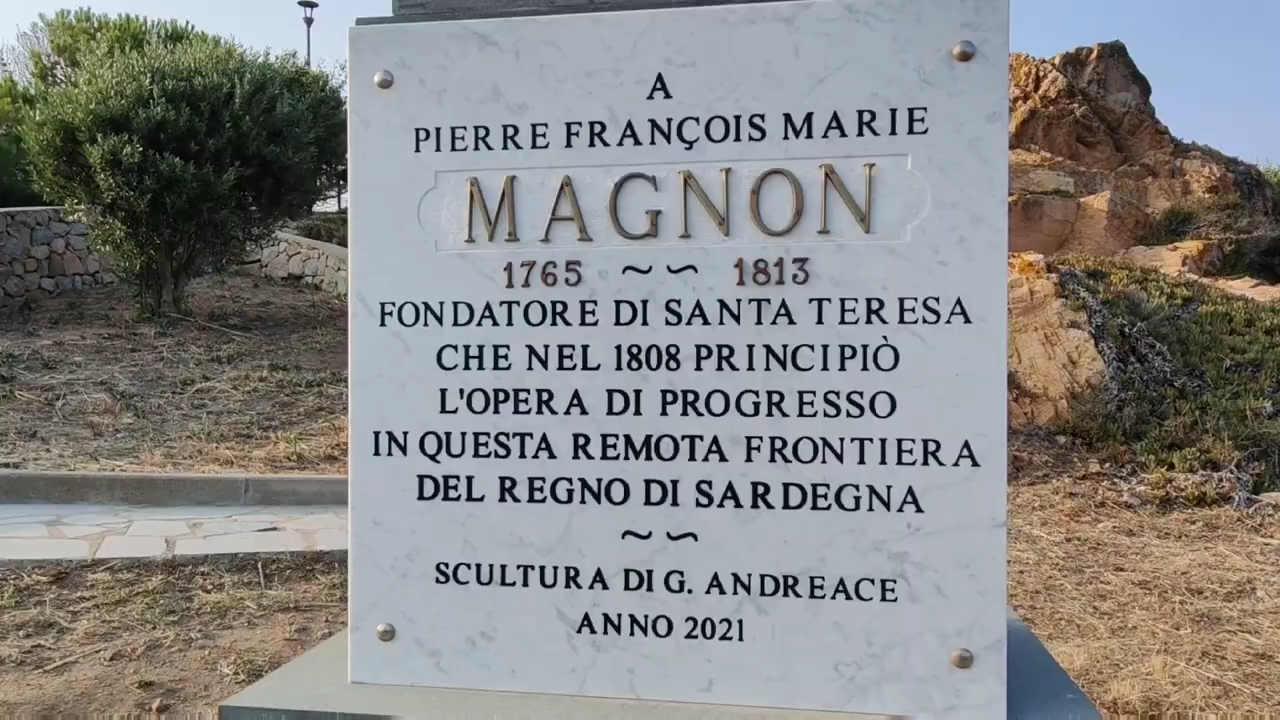 A
PIERRE FRANÇOIS MARIE
MAGNON
1765 ~ ~ 1813
FONDATORE DI SANTA TERESA
CHE NEL 1808 PRINCIPIÒ
L'OPERA DI PROGRESSO
IN QUESTA REMOTA FRONTIERA
DEL REGNO DI SARDEGNA
~ ~
SCULTURA DI G. ANDREACE
ANNO 2021